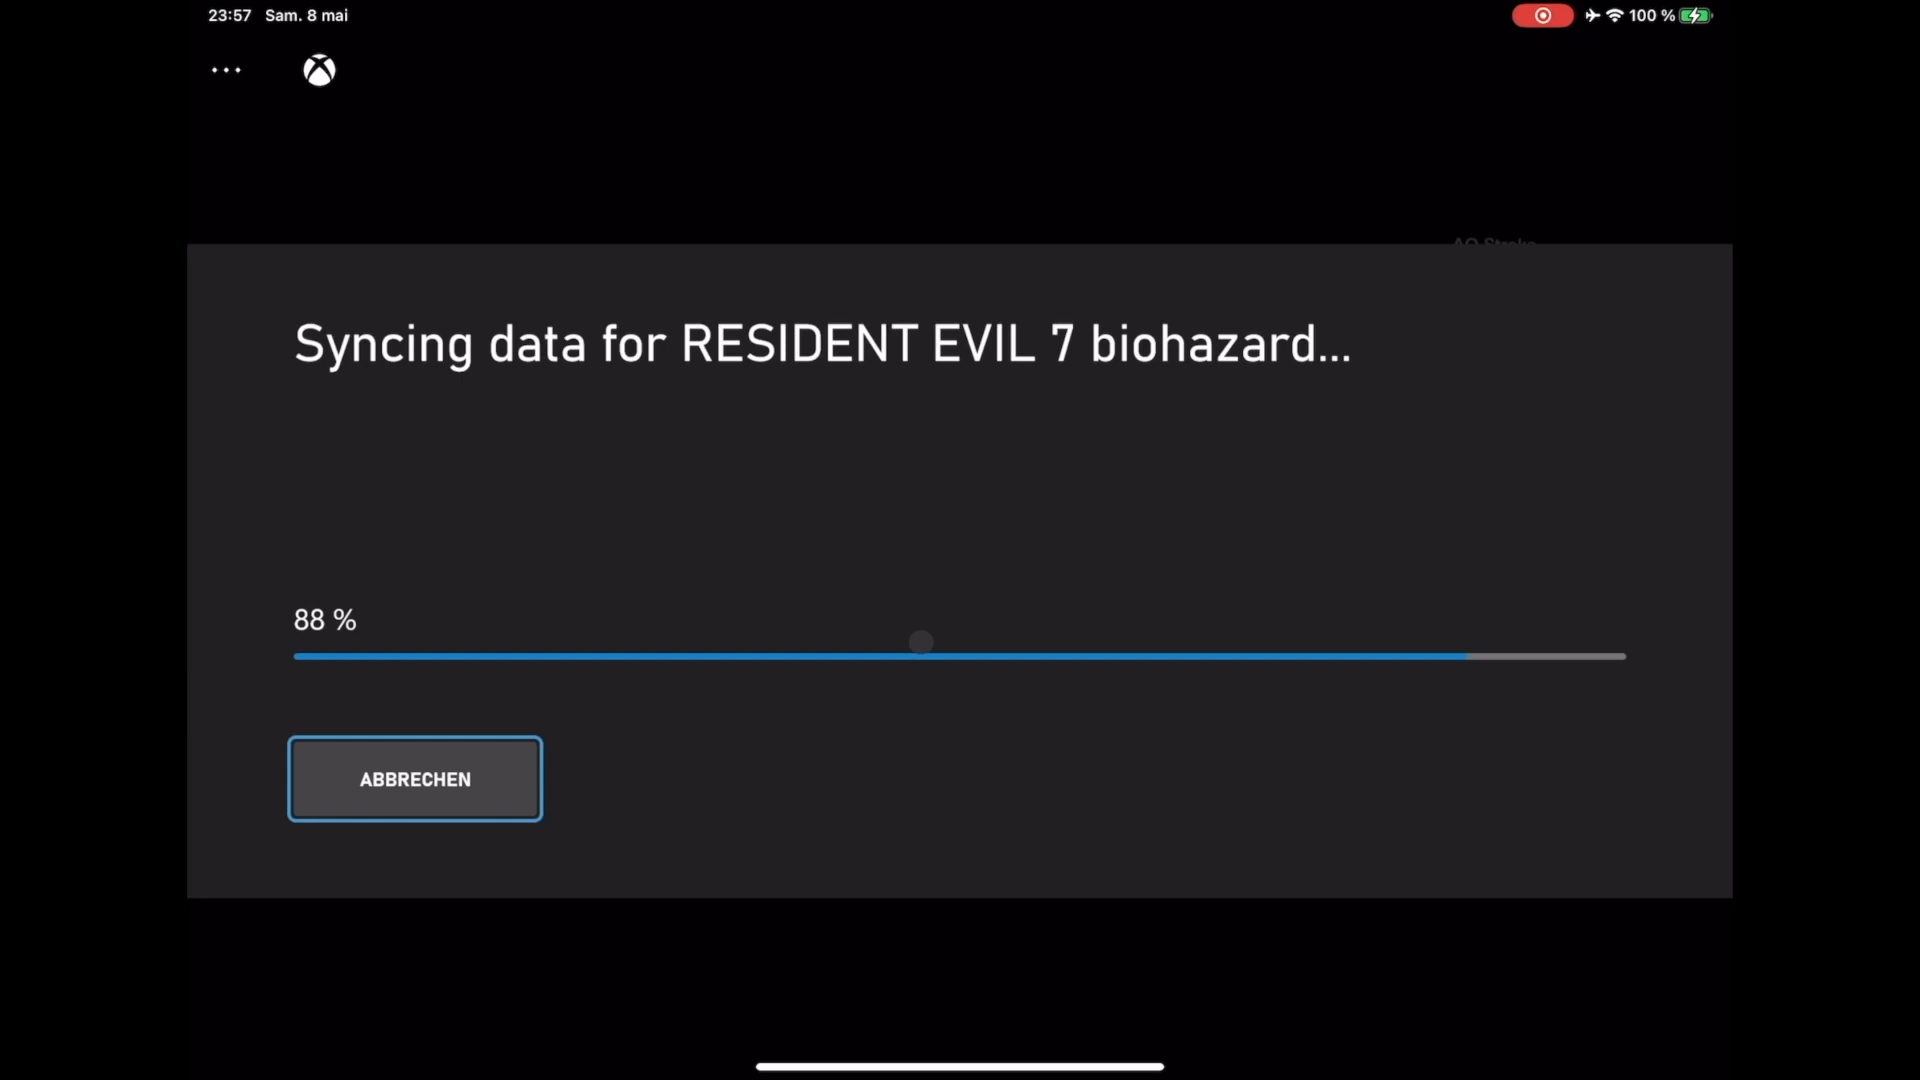 23:57 Sam. 8 mai
100 %
Syncing data for RESIDENT EVIL 7 biohazard...
88 %
ABBRECHEN